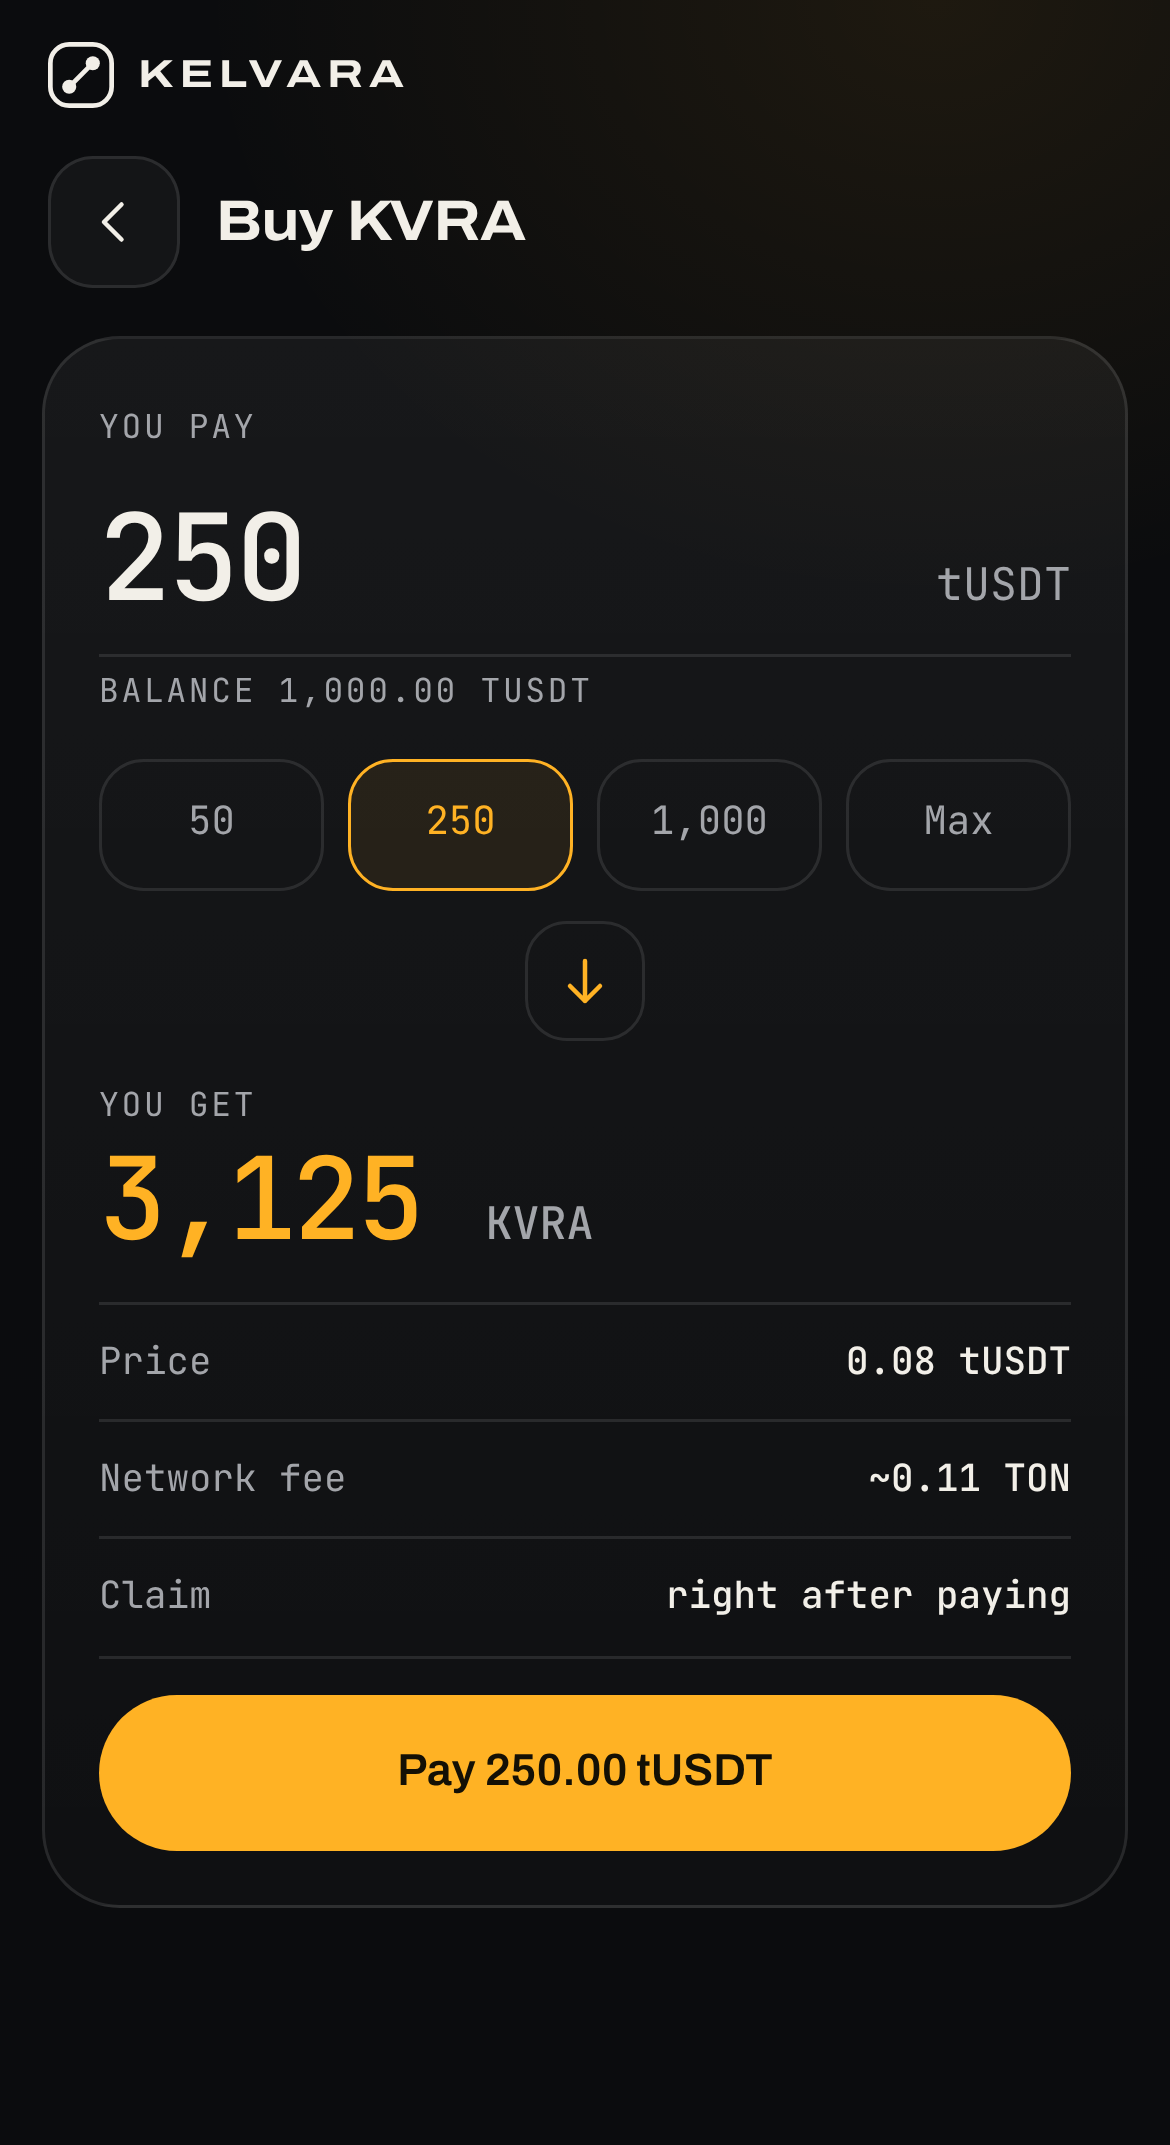 KELVARA
Buy KVRA
YOU PAY
250 tUSDT
BALANCE 1,000.00 TUSDT
50 250 1,000 Max
YOU GET
3,125 KVRA
Price 0.08 tUSDT
Network fee ~0.11 TON
Claim right after paying
Pay 250.00 tUSDT